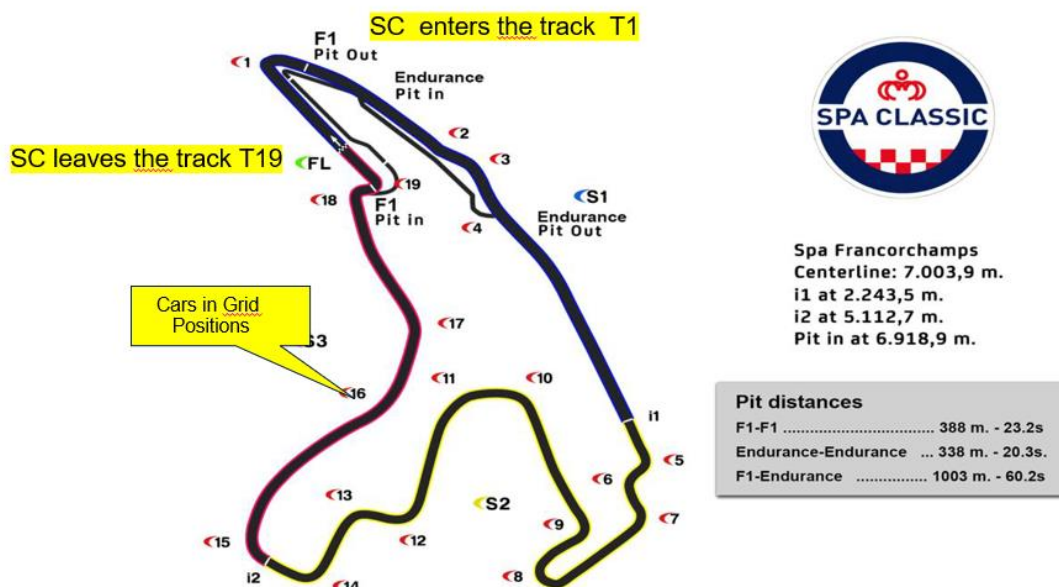 SC enters the track T1
F1
Pit Out
1
Endurance
Pit in
2
SPA CLASSIC
3
SC leaves the track T19
FL
19
18
F1
Pit in
S1
4
Endurance
Pit Out
Spa Francorchamps
Centerline: 7.003,9 m.
i1 at 2.243,5 m.
i2 at 5.112,7 m.
Pit in at 6.918,9 m.
Cars in Grid
Positions
17
S3
11
10
16
i1
Pit distances
F1-F1 ................................. 388 m. - 23.2s
Endurance-Endurance ... 338 m. - 20.3s.
F1-Endurance ................ 1003 m. - 60.2s
5
6
13
S2
7
9
12
15
i2
8
14